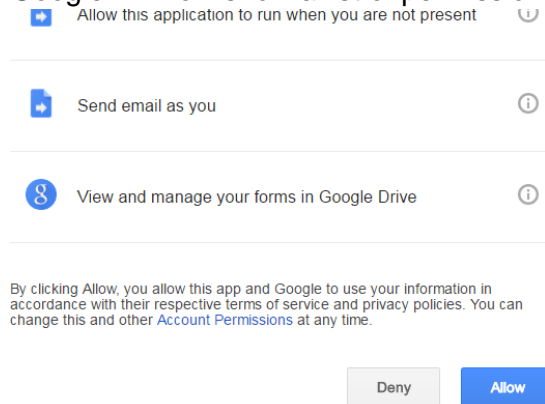 Google
Allow this application to run when you are not present
Send email as you
8
View and manage your forms in Google Drive
By clicking Allow, you allow this app and Google to use your information in
accordance with their respective terms of service and privacy policies. You can
change this and other Account Permissions at any time.
Deny
Allow